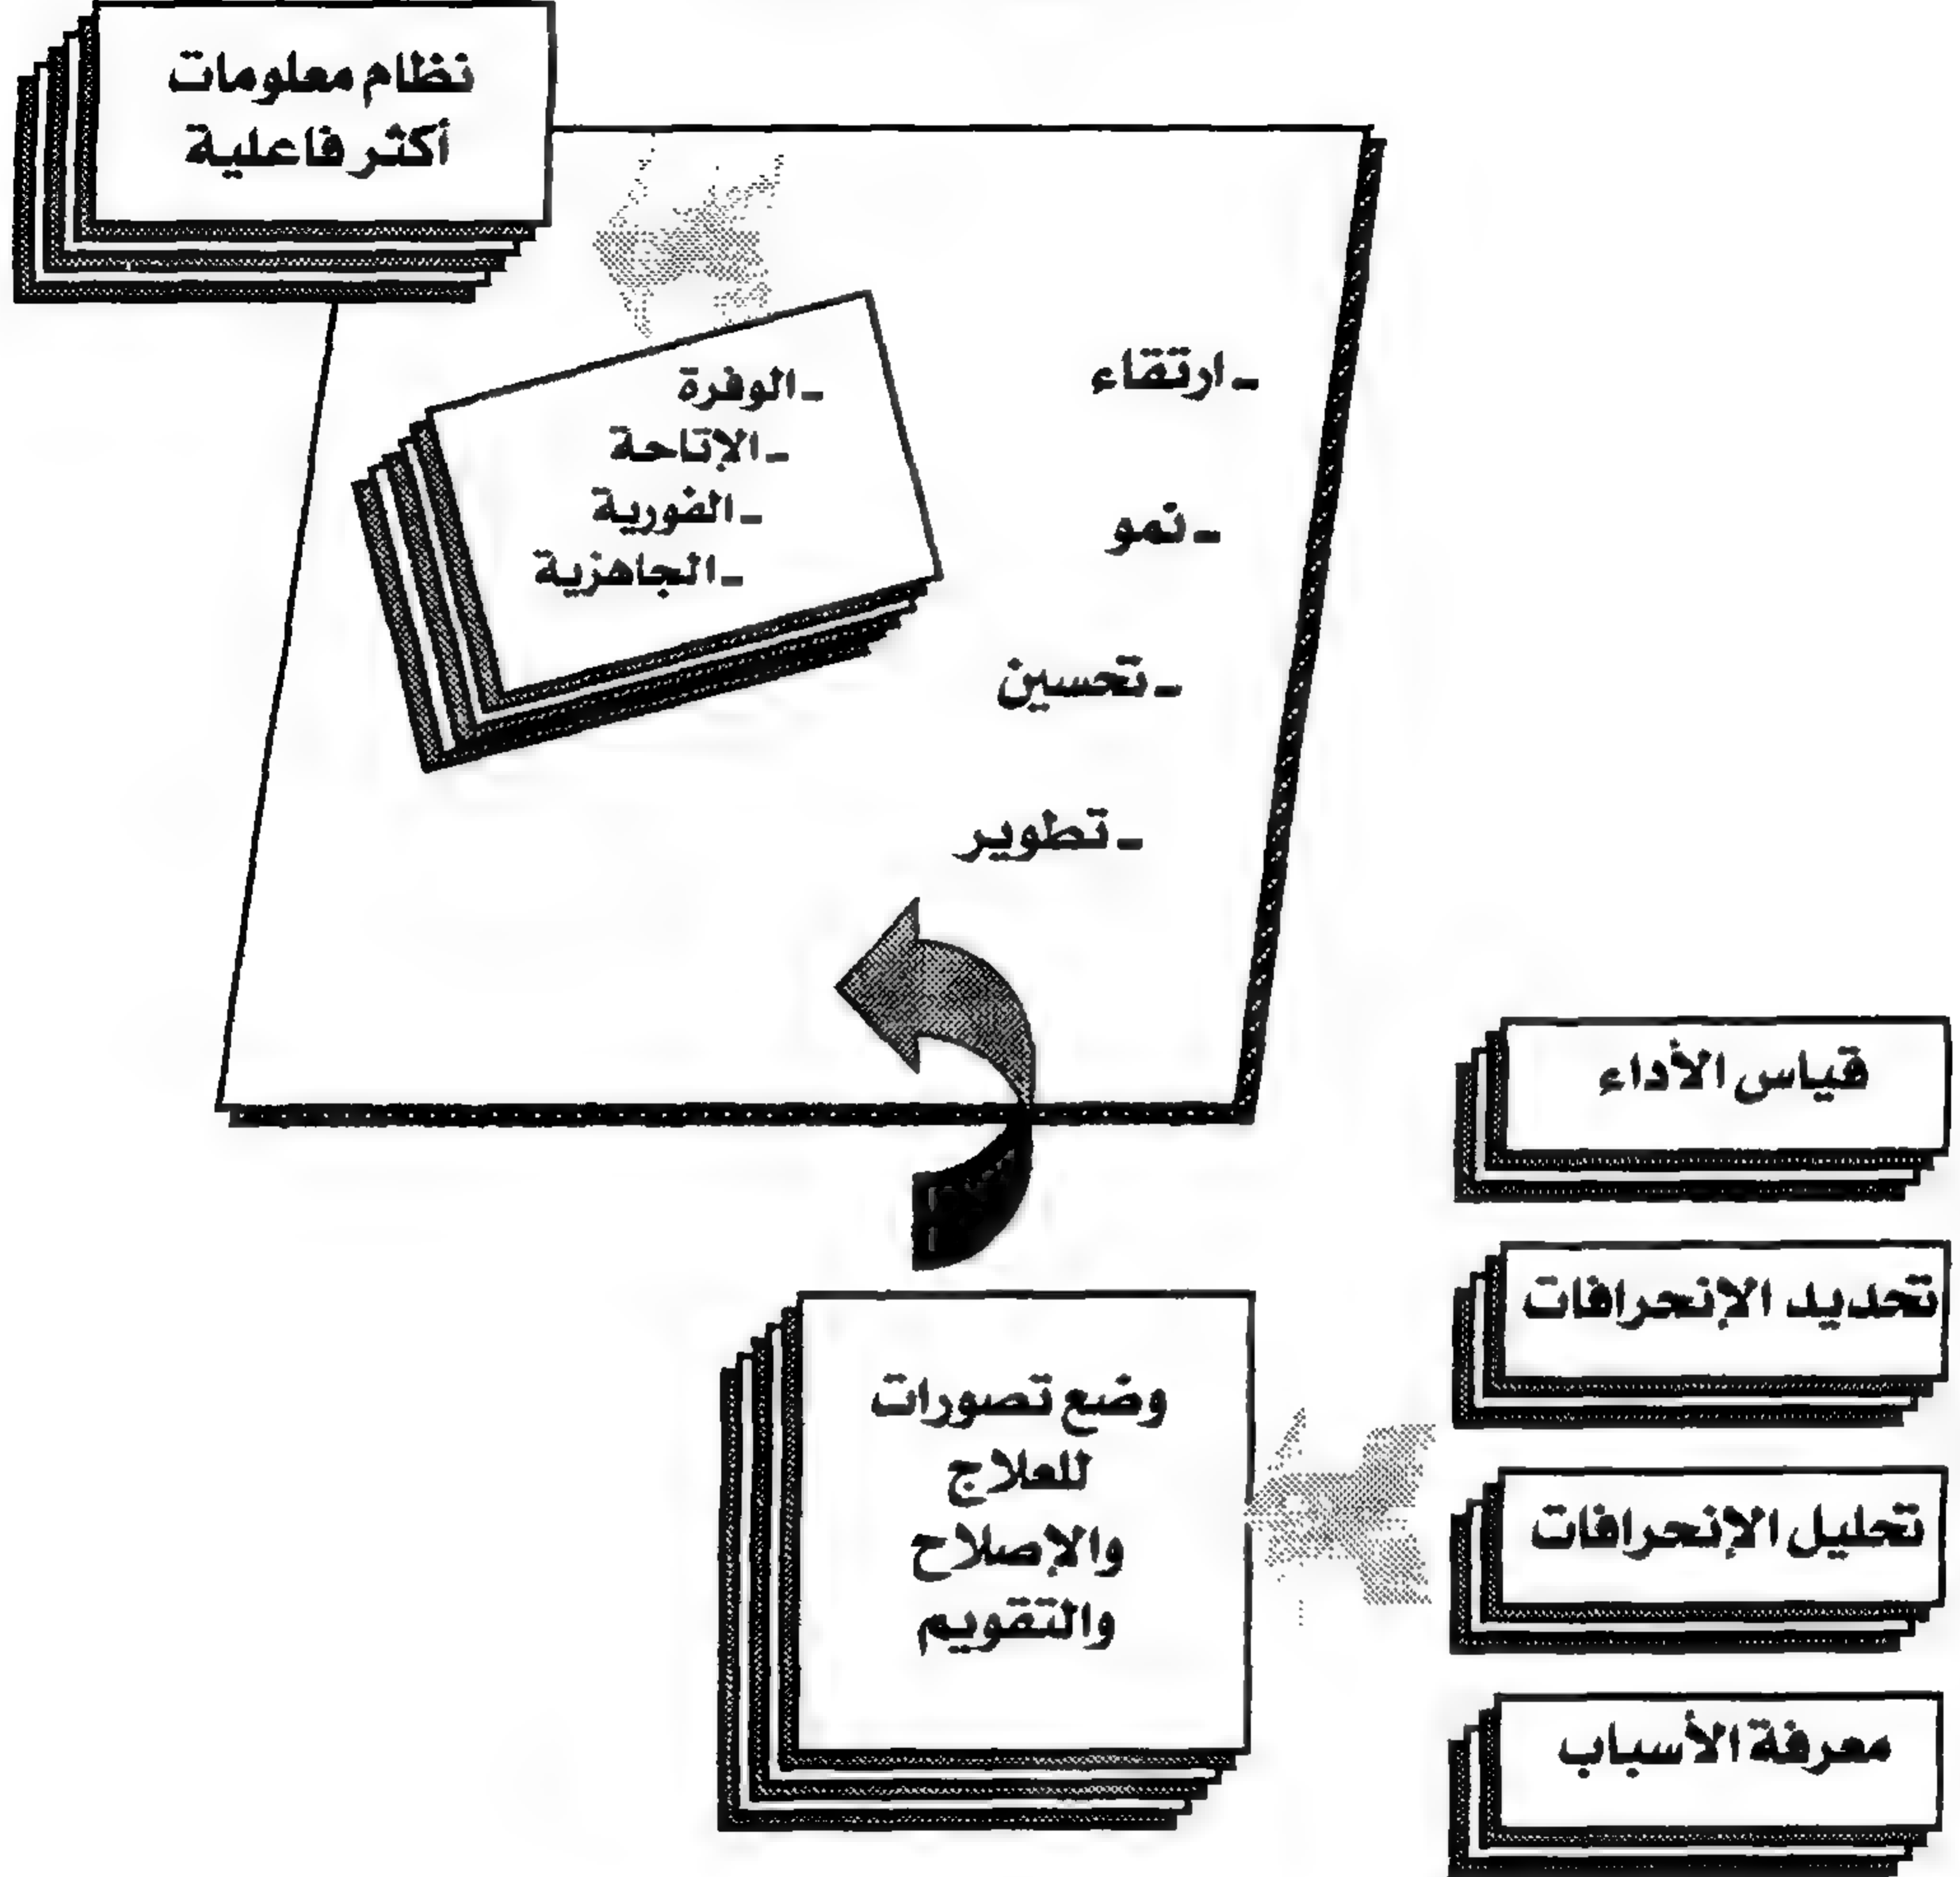 نظام معلومات
أكثر فاعلية
ـ ارتقاء
ـ نمو
ـ تحسين
ـ تطوير
ـ الوفرة
ـ الإتاحة
ـ الفورية
ـ الجاهزية
قياس الأداء
تحديد الإنحرافات
تحليل الإنحرافات
معرفة الأسباب
وضع تصورات
للعلاج
والإصلاح
والتقويم